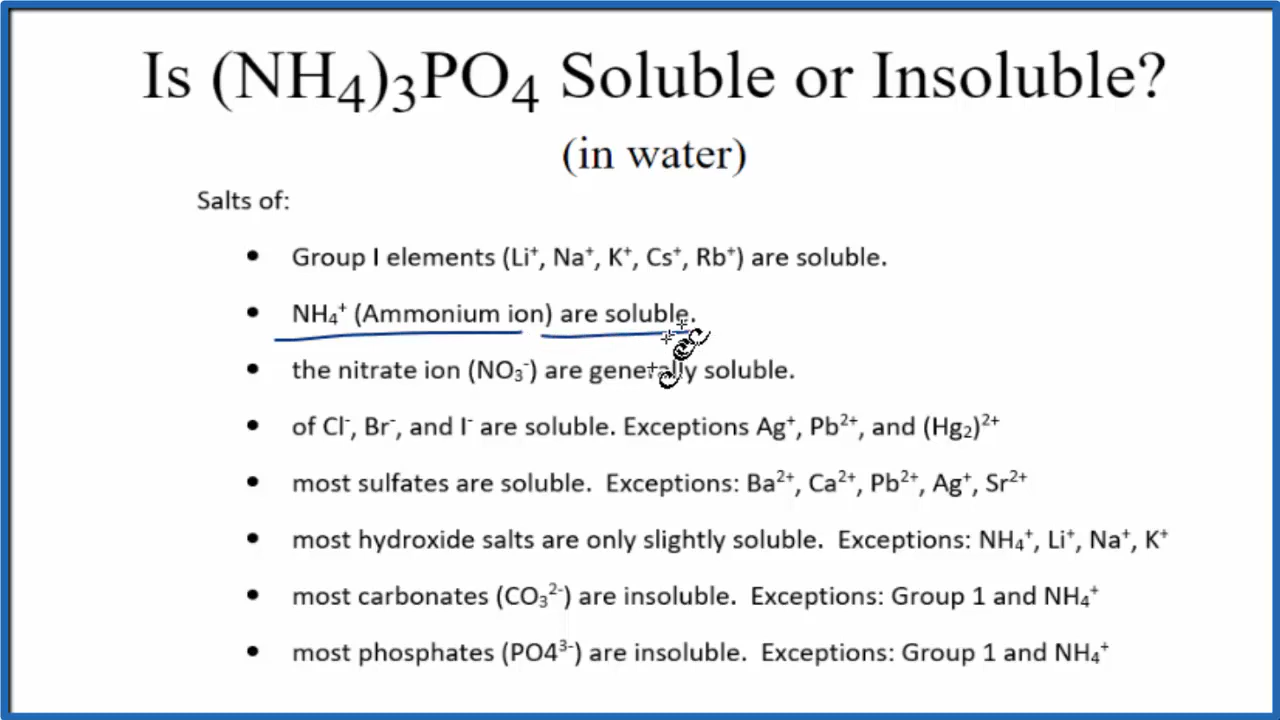 Is (NH₄)₃PO₄ Soluble or Insoluble?
(in water)
Salts of:
• Group I elements (Li⁺, Na⁺, K⁺, Cs⁺, Rb⁺) are soluble.
• NH₄⁺ (Ammonium ion) are soluble.
• the nitrate ion (NO₃⁻) are generally soluble.
• of Cl⁻, Br⁻, and I⁻ are soluble. Exceptions Ag⁺, Pb²⁺, and (Hg₂)²⁺
• most sulfates are soluble. Exceptions: Ba²⁺, Ca²⁺, Pb²⁺, Ag⁺, Sr²⁺
• most hydroxide salts are only slightly soluble. Exceptions: NH₄⁺, Li⁺, Na⁺, K⁺
• most carbonates (CO₃²⁻) are insoluble. Exceptions: Group 1 and NH₄⁺
• most phosphates (PO4³⁻) are insoluble. Exceptions: Group 1 and NH₄⁺